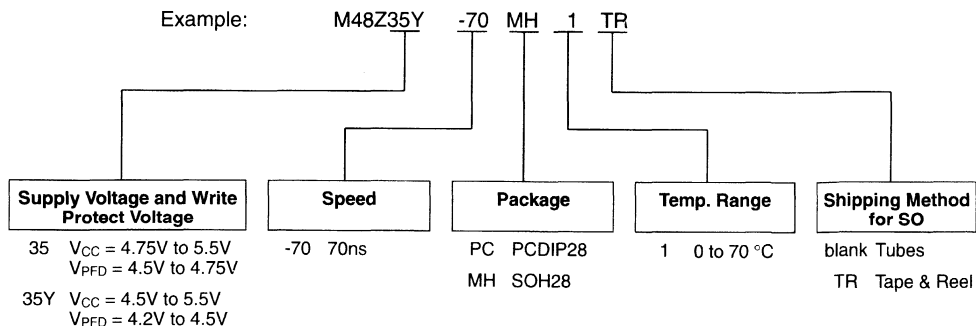 Example: M48Z35Y -70 MH 1 TR
Supply Voltage and Write
Protect Voltage
35 VCC = 4.75V to 5.5V
VPFD = 4.5V to 4.75V
35Y VCC = 4.5V to 5.5V
VPFD = 4.2V to 4.5V
Speed
-70 70ns
Package
PC PCDIP28
MH SOH28
Temp. Range
1 0 to 70 °C
Shipping Method
for SO
blank Tubes
TR Tape & Reel